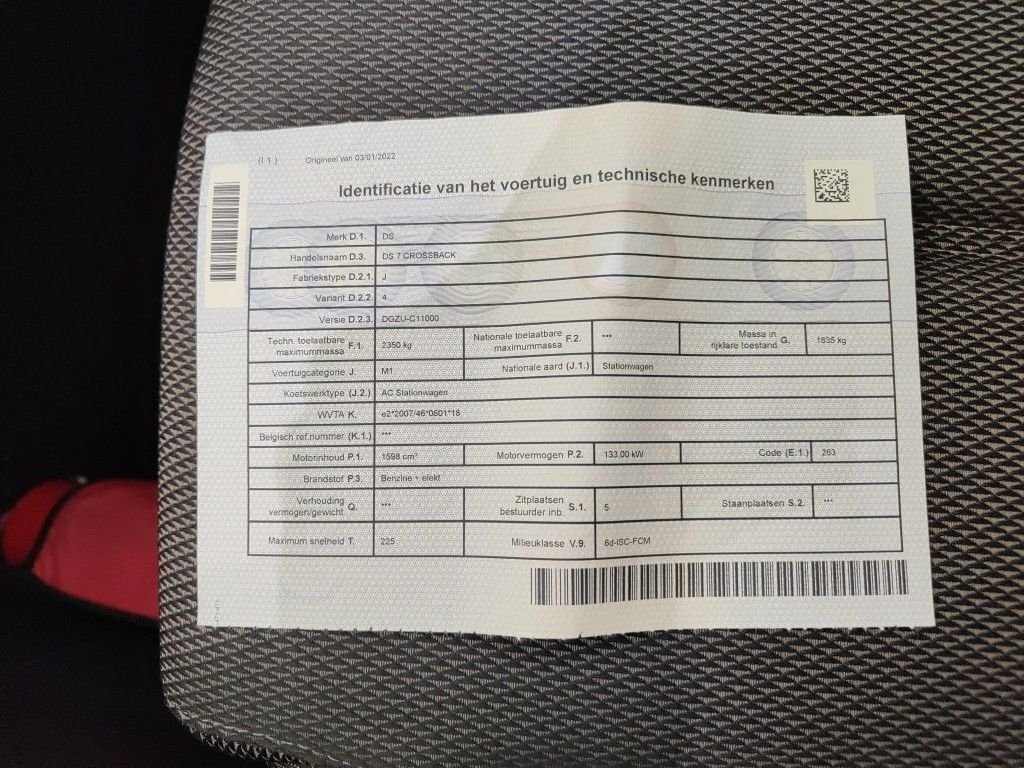 (I.1.) Origineel van 03/01/2022
Identificatie van het voertuig en technische kenmerken
Merk D.1. DS
Handelsnaam D.3. DS 7 CROSSBACK
Fabriekstype D.2.1. J
Variant D.2.2. 4
Versie D.2.3. DGZU-C11000
Techn. toelaatbare maximummassa F.1. 2350 kg Nationale toelaatbare maximummassa F.2. *** Massa in rijklare toestand G. 1835 kg
Voertuigcategorie J. M1 Nationale aard (J.1.) Stationwagen
Koetswerktype (J.2.) AC Stationwagen
WVTA K. e2*2007/46*0601*18
Belgisch ref.nummer (K.1.) ***
Motorinhoud P.1. 1598 cm³ Motorvermogen P.2. 133,00 kW Code (E.1.) 263
Brandstof P.3. Benzine + elekt
Verhouding vermogen/gewicht Q. *** Zitplaatsen bestuurder inb. S.1. 5 Staanplaatsen S.2. ***
Maximum snelheid T. 225 Milieuklasse V.9. 6d-ISC-FCM